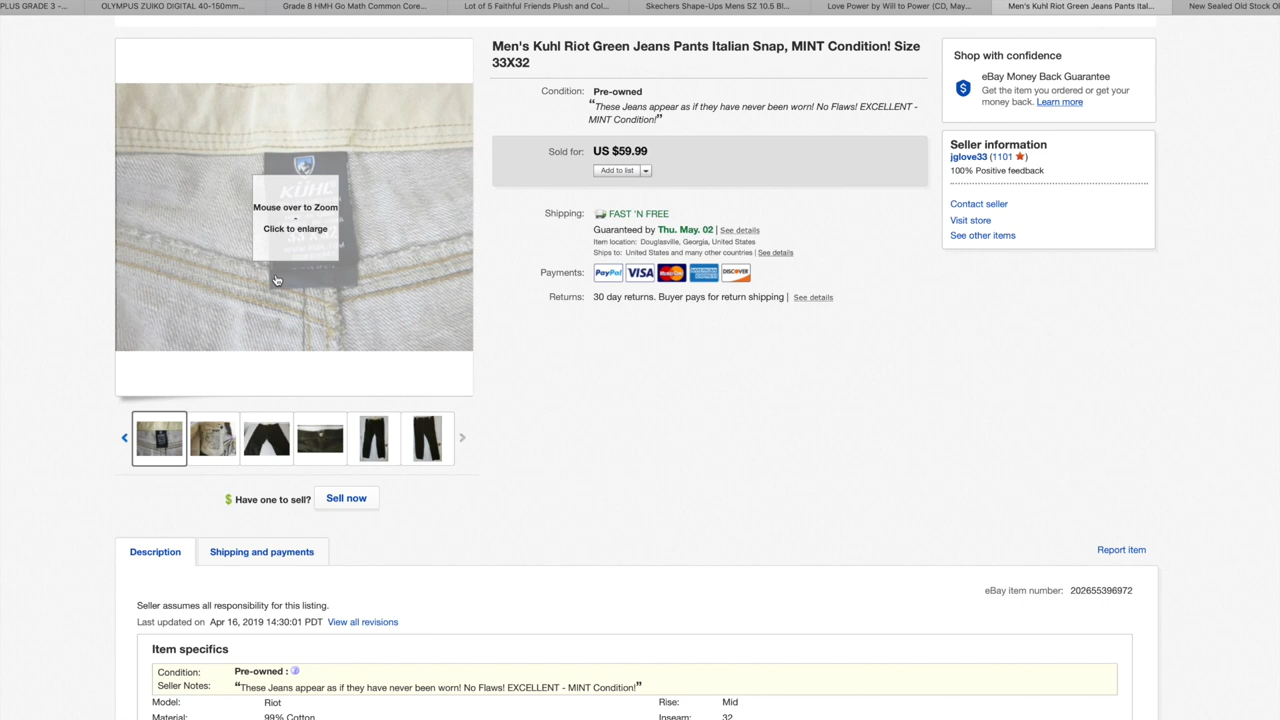 PLUS GRADE 3 -...
OLYMPUS ZUIKO DIGITAL 40-150mm...
Grade 8 HMH Go Math Common Core...
Lot of 5 Faithful Friends Plush and Col...
Skechers Shape-Ups Mens SZ 10.5 Bl...
Love Power by Will to Power (CD, May...
Men's Kuhl Riot Green Jeans Pants Ital...
New Sealed Old Stock O
Men's Kuhl Riot Green Jeans Pants Italian Snap, MINT Condition! Size
33X32
Condition: Pre-owned
“These Jeans appear as if they have never been worn! No Flaws! EXCELLENT -
MINT Condition!”
Sold for: US $59.99
Add to list
Shipping: FAST 'N FREE
Guaranteed by Thu. May. 02 | See details
Item location: Douglasville, Georgia, United States
Ships to: United States and many other countries | See details
Payments: PayPal VISA MasterCard AMERICAN EXPRESS DISCOVER
Returns: 30 day returns. Buyer pays for return shipping | See details
Shop with confidence
eBay Money Back Guarantee
Get the item you ordered or get your
money back. Learn more
Seller information
jglove33 (1101 )
100% Positive feedback
Contact seller
Visit store
See other items
KÜHL
Mouse over to Zoom
-
Click to enlarge
Have one to sell? Sell now
Description
Shipping and payments
Report item
eBay item number: 202655396972
Seller assumes all responsibility for this listing.
Last updated on Apr 16, 2019 14:30:01 PDT View all revisions
Item specifics
Condition: Pre-owned :
Seller Notes: “These Jeans appear as if they have never been worn! No Flaws! EXCELLENT - MINT Condition!”
Model: Riot Rise: Mid
Material: 99% Cotton Inseam: 32